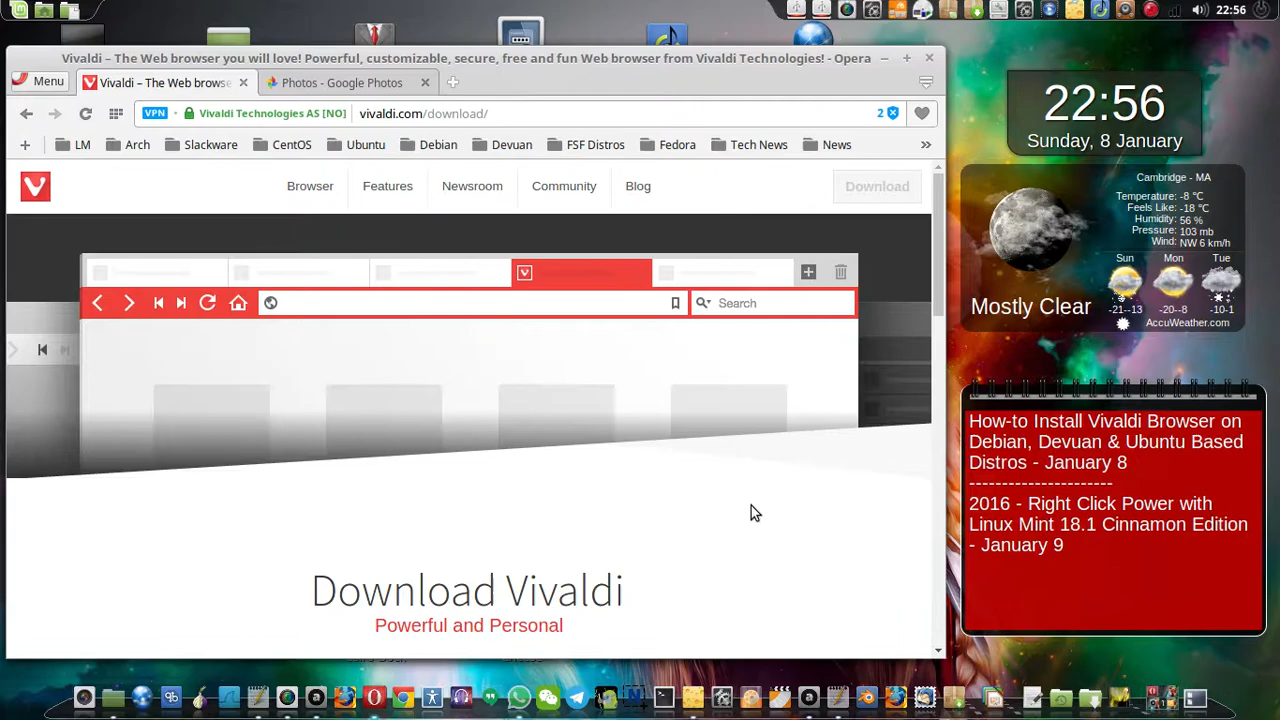 22:56
Vivaldi – The Web browser you will love! Powerful, customizable, secure, free and fun Web browser from Vivaldi Technologies! - Opera
Menu
Vivaldi – The Web browse
Photos - Google Photos
VPN
Vivaldi Technologies AS [NO]
vivaldi.com/download/
2
LM
Arch
Slackware
CentOS
Ubuntu
Debian
Devuan
FSF Distros
Fedora
Tech News
News
Browser
Features
Newsroom
Community
Blog
Download
Search
Download Vivaldi
Powerful and Personal
22:56
Sunday, 8 January
Cambridge - MA
Temperature: -8 °C
Feels Like: -18 °C
Humidity: 56 %
Pressure: 103 mb
Wind: NW 6 km/h
Mostly Clear
Sun Mon Tue
-21--13 -20--8 -10-1
AccuWeather.com
How-to Install Vivaldi Browser on
Debian, Devuan & Ubuntu Based
Distros - January 8
----------------------
2016 - Right Click Power with
Linux Mint 18.1 Cinnamon Edition
- January 9